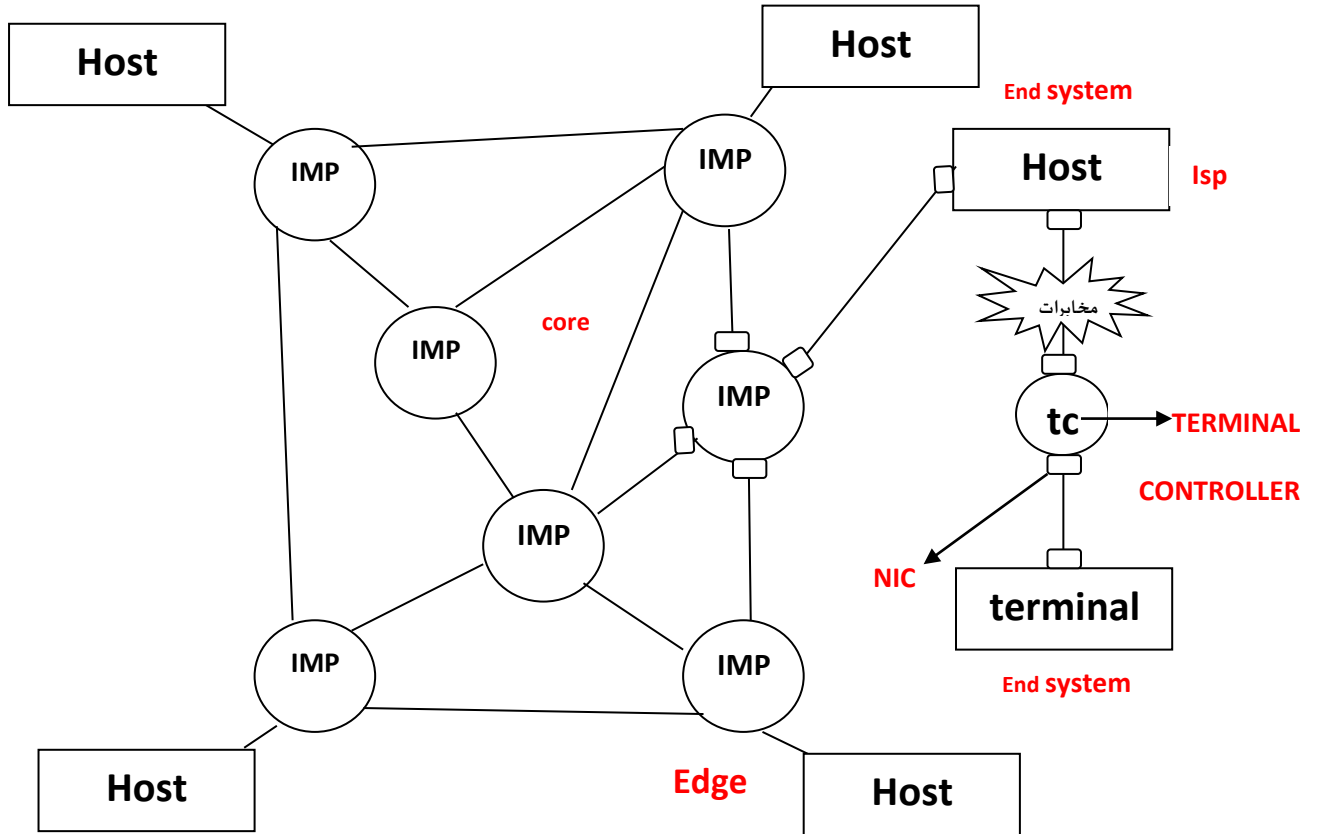 Host
Host
End system
IMP
IMP
Host
Isp
مخابرات
core
IMP
IMP
tc
TERMINAL
CONTROLLER
IMP
NIC
terminal
IMP
IMP
End system
Host
Edge
Host